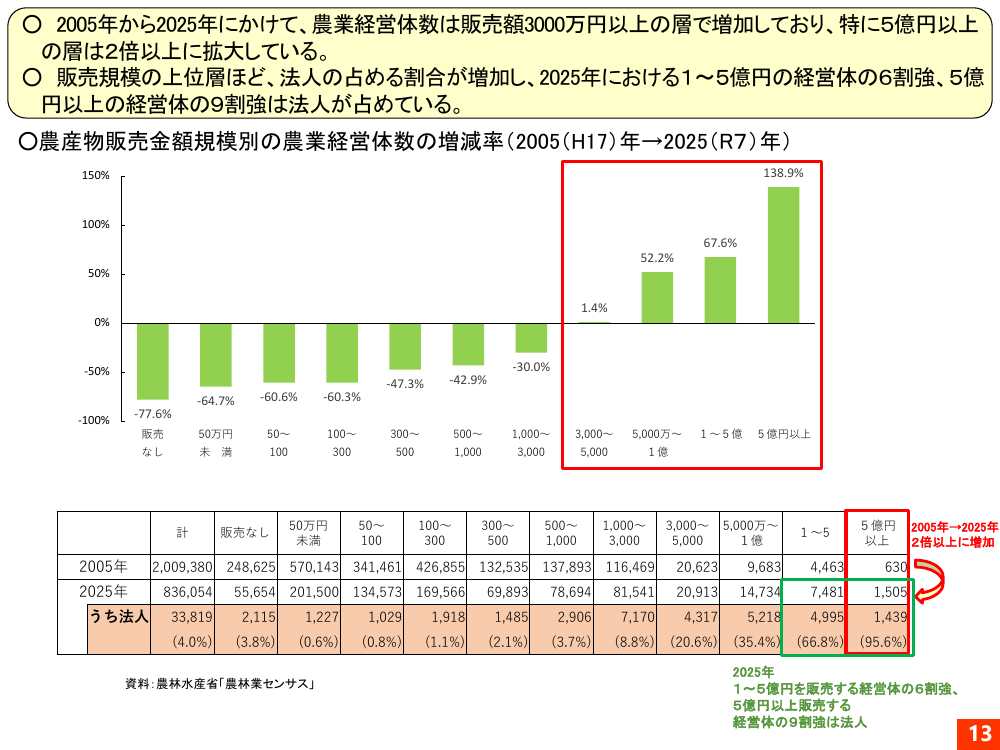 ○ 2005年から2025年にかけて、農業経営体数は販売額3000万円以上の層で増加しており、特に５億円以上
の層は２倍以上に拡大している。
○ 販売規模の上位層ほど、法人の占める割合が増加し、2025年における１～５億円の経営体の６割強、５億
円以上の経営体の９割強は法人が占めている。
○農産物販売金額規模別の農業経営体数の増減率（2005（H17）年→2025（R7）年）
150%
100%
50%
0%
-50%
-100%
-77.6%
-64.7%
-60.6%
-60.3%
-47.3%
-42.9%
-30.0%
1.4%
52.2%
67.6%
138.9%
販売 50万円 50～ 100～ 300～ 500～ 1,000～ 3,000～ 5,000万～ １～５億 ５億円以上
なし 未 満 100 300 500 1,000 3,000 5,000 １億
計 販売なし 50万円未満 50～100 100～300 300～500 500～1,000 1,000～3,000 3,000～5,000 5,000万～１億 １～5 ５億円以上
2005年 2,009,380 248,625 570,143 341,461 426,855 132,535 137,893 116,469 20,623 9,683 4,463 630
2025年 836,054 55,654 201,500 134,573 169,566 69,893 78,694 81,541 20,913 14,734 7,481 1,505
うち法人 33,819 2,115 1,227 1,029 1,918 1,485 2,906 7,170 4,317 5,218 4,995 1,439
(4.0%) (3.8%) (0.6%) (0.8%) (1.1%) (2.1%) (3.7%) (8.8%) (20.6%) (35.4%) (66.8%) (95.6%)
2005年→2025年
２倍以上に増加
資料：農林水産省「農林業センサス」
2025年
１～５億円を販売する経営体の６割強、
５億円以上販売する
経営体の９割強は法人
13